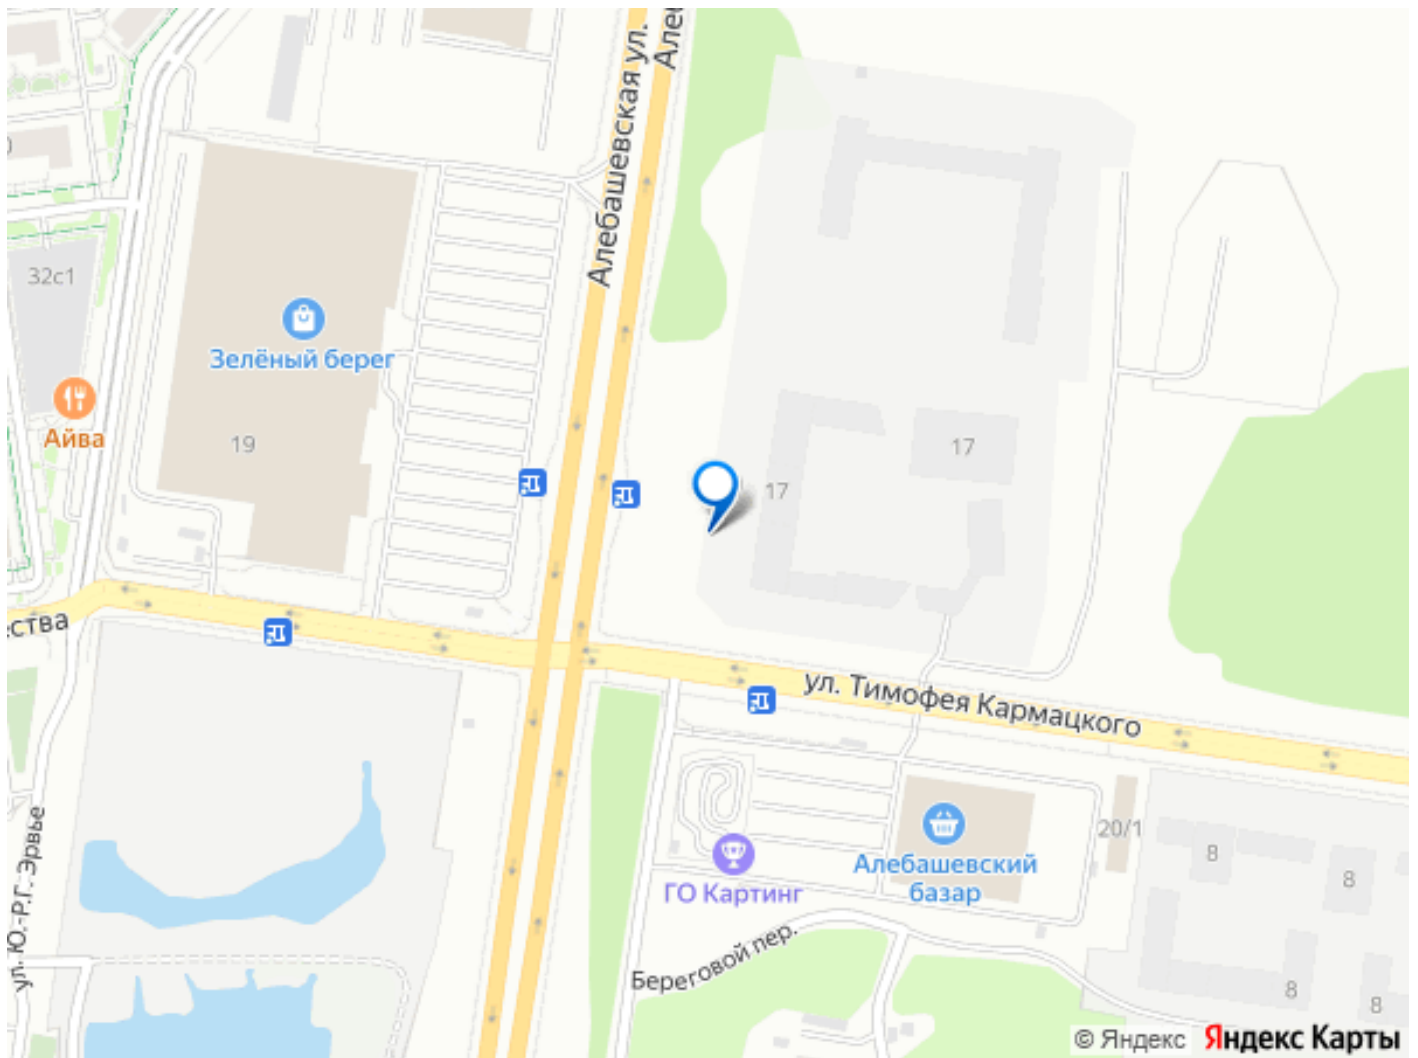 Алебашевская ул.
Але
32с1
Зелёный берег
Айва
19
17
17
ества
ул. Тимофея Кармацкого
ул. Ю.-Р.Г. Эрвье
20/1
8
8
ГО Картинг
Алебашевский
базар
Береговой пер.
8
8
© Яндекс Яндекс Карты